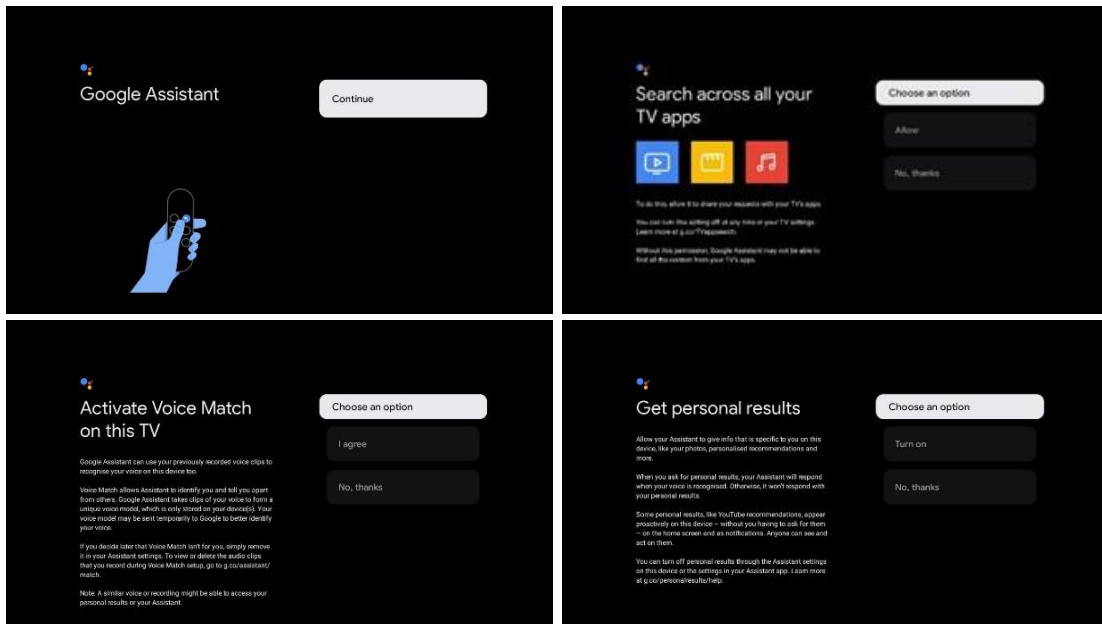 Google Assistant
Continue
Search across all your
TV apps
Choose an option
Allow
No, thanks
To do this, allow it to share your requests with your TV's apps.
You can turn this setting off at any time in your TV settings.
Learn more at g.co/TVappsearch.
Without this permission, Google Assistant may not be able to
find all the content from your TV's apps.
Activate Voice Match
on this TV
Choose an option
I agree
No, thanks
Google Assistant can use your previously recorded voice clips to
recognise your voice on this device too.
Voice Match allows Assistant to identify you and tell you apart
from others. Google Assistant takes clips of your voice to form a
unique voice model, which is only stored on your device(s). Your
voice model may be sent temporarily to Google to better identify
your voice.
If you decide later that Voice Match isn't for you, simply remove
it in your Assistant settings. To view or delete the audio clips
that you record during Voice Match setup, go to g.co/assistant/
match.
Note: A similar voice or recording might be able to access your
personal results or your Assistant.
Get personal results
Choose an option
Turn on
No, thanks
Allow your Assistant to give info that is specific to you on this
device, like your photos, personalised recommendations and
more.
When you ask for personal results, your Assistant will respond
when your voice is recognised. Otherwise, it won't respond with
your personal results.
Some personal results, like YouTube recommendations, appear
proactively on this device – without you having to ask for them
– on the home screen and as notifications. Anyone can see and
act on them.
You can turn off personal results through the Assistant settings
on this device or the settings in your Assistant app. Learn more
at g.co/personalresults/help.